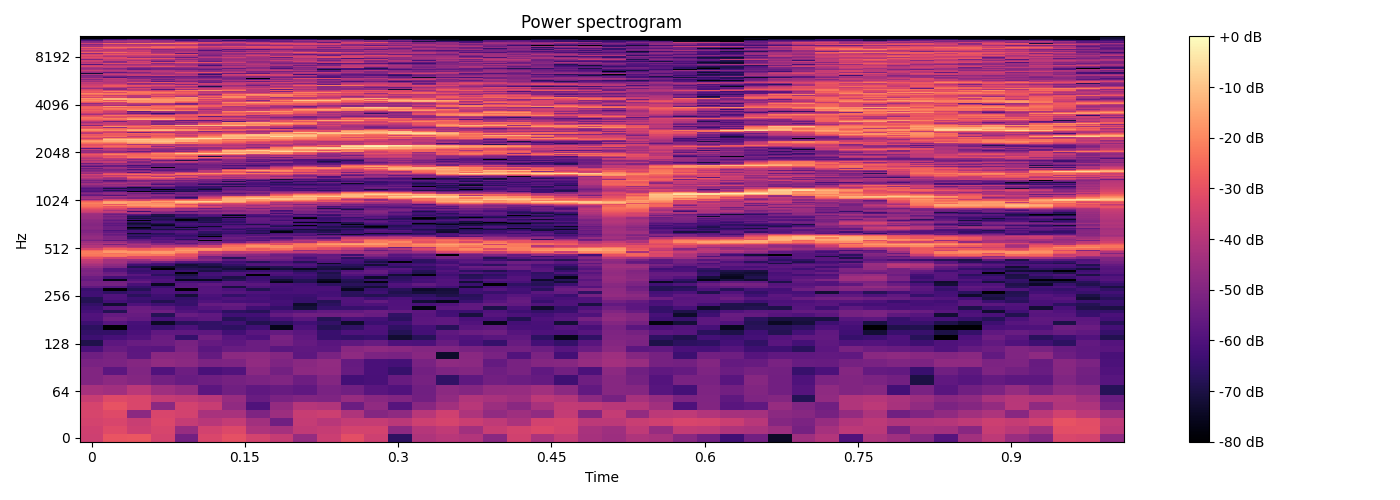 Power spectrogram
Hz
8192
4096
2048
1024
512
256
128
64
0
0 0.15 0.3 0.45 0.6 0.75 0.9
Time
+0 dB
-10 dB
-20 dB
-30 dB
-40 dB
-50 dB
-60 dB
-70 dB
-80 dB